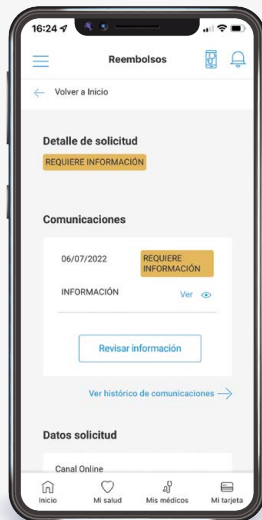 16:24
Reembolsos
Volver a Inicio
Detalle de solicitud
REQUIERE INFORMACIÓN
Comunicaciones
06/07/2022
REQUIERE
INFORMACIÓN
INFORMACIÓN
Ver
Revisar información
Ver histórico de comunicaciones
Datos solicitud
Canal Online
Inicio
Mi salud
Mis médicos
Mi tarjeta